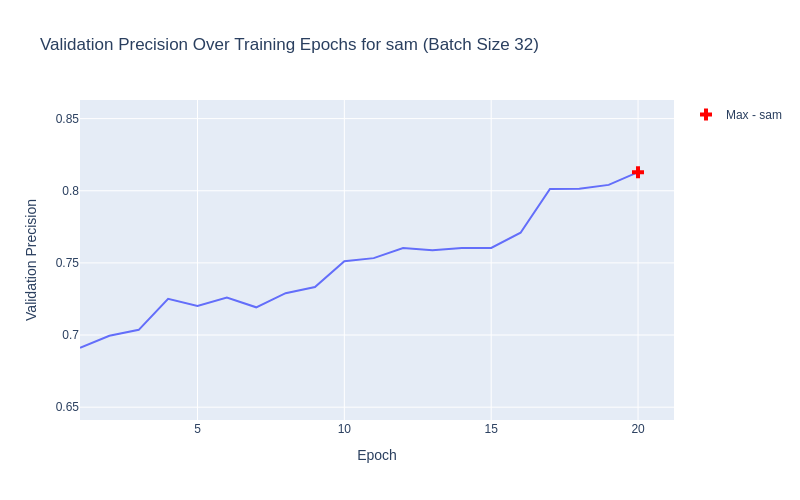 Validation Precision Over Training Epochs for sam (Batch Size 32)
Max - sam
Validation Precision
0.85
0.8
0.75
0.7
0.65
5 10 15 20
Epoch